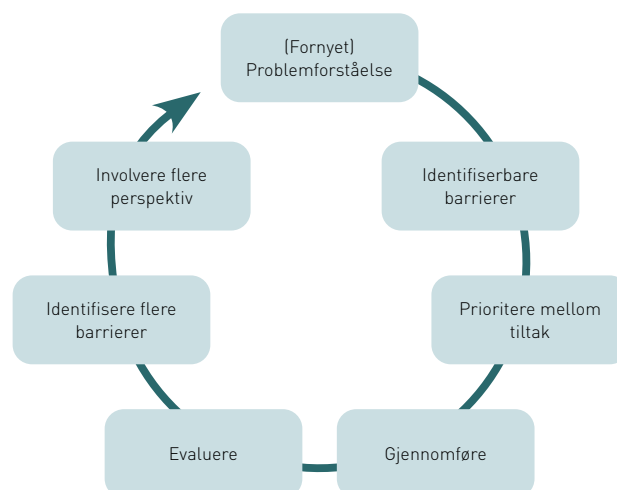 (Fornyet)
Problemforståelse
Identifiserbare
barrierer
Prioritere mellom
tiltak
Gjennomføre
Evaluere
Identifisere flere
barrierer
Involvere flere
perspektiv